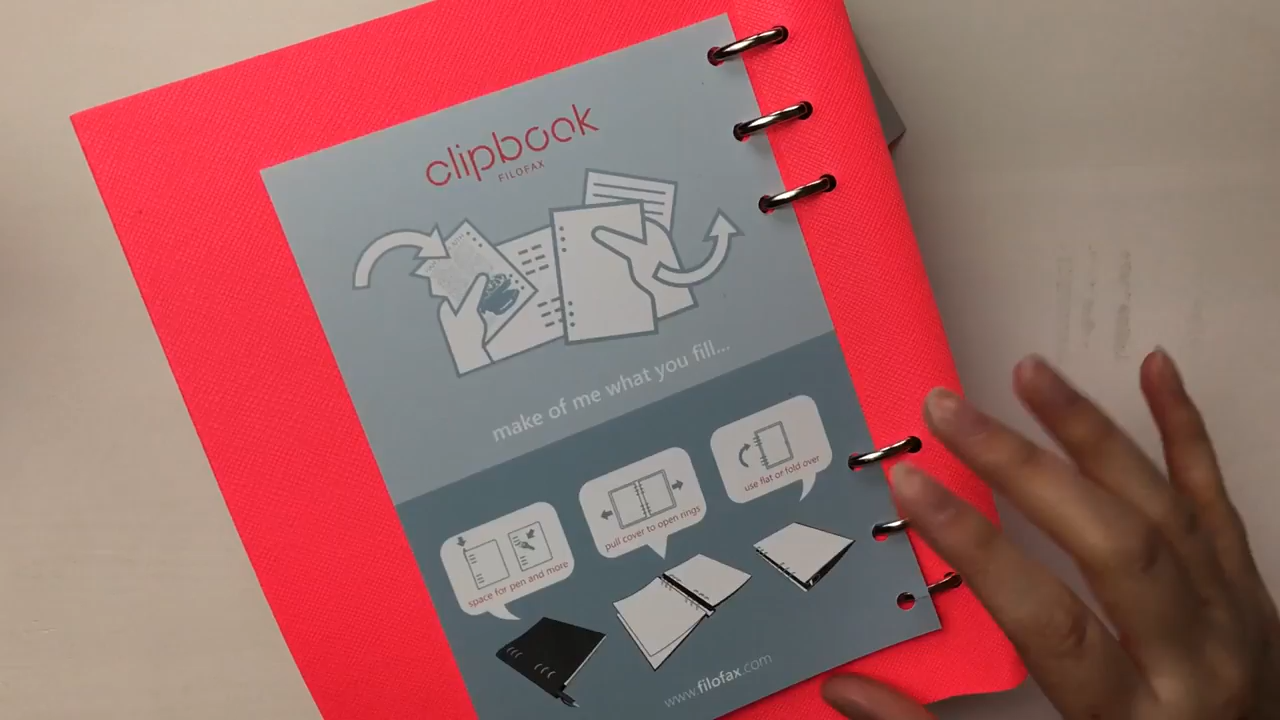 clipbook
FILOFAX
make of me what you fill...
use flat or fold over
pull cover to open rings
space for pen and more
www.filofax.com